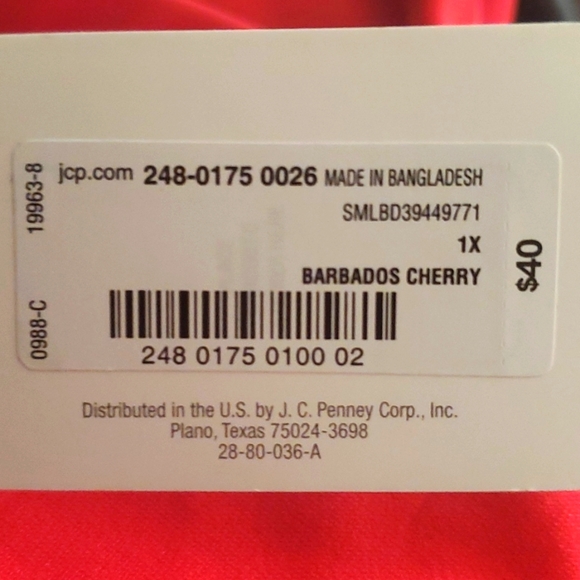 jcp.com 248-0175 0026 MADE IN BANGLADESH
SMLBD39449771
1X
BARBADOS CHERRY
19963-8
0988-C
$40
248 0175 0100 02
Distributed in the U.S. by J. C. Penney Corp., Inc.
Plano, Texas 75024-3698
28-80-036-A